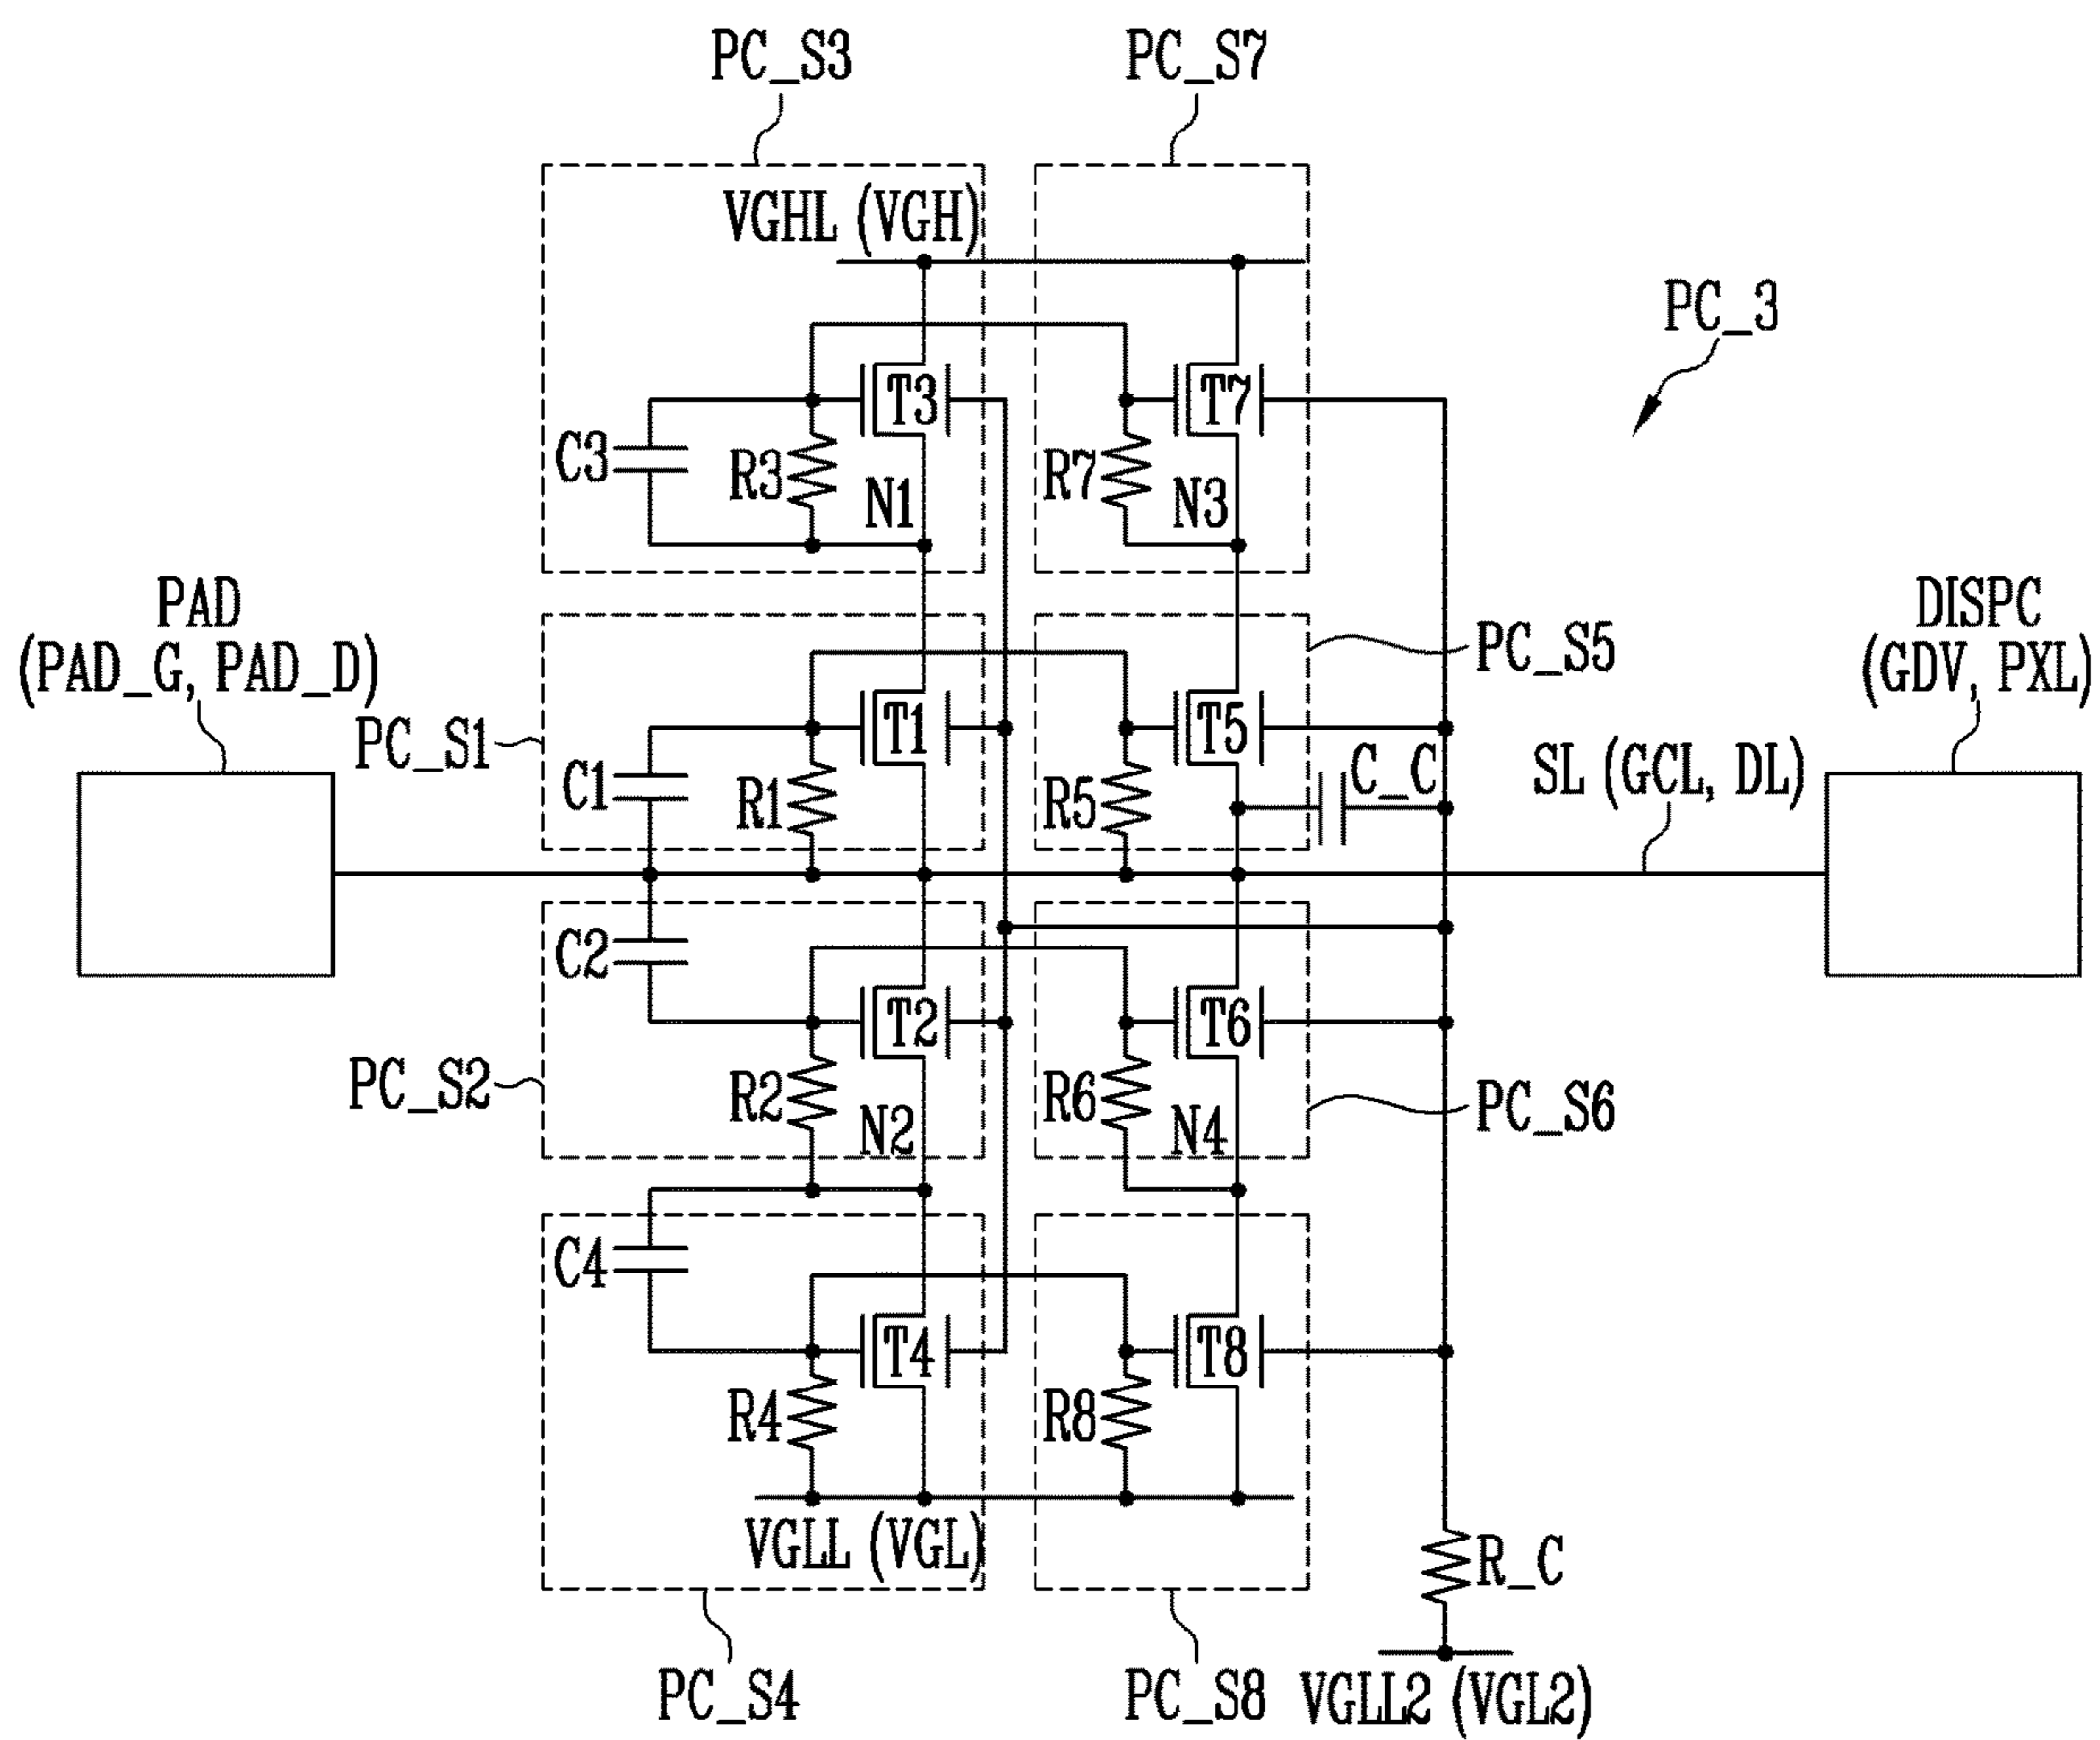 PC_S3
PC_S7
VGHL (VGH)
PC_3
T3
T7
C3
R3
N1
R7
N3
PAD
(PAD_G, PAD_D)
DISPC
(GDV, PXL)
PC_S5
PC_S1
T1
T5
C1
R1
R5
C_C
SL (GCL, DL)
C2
T2
T6
PC_S2
R2
N2
R6
N4
PC_S6
C4
T4
T8
R4
R8
VGLL (VGL)
R_C
PC_S4
PC_S8
VGLL2 (VGL2)